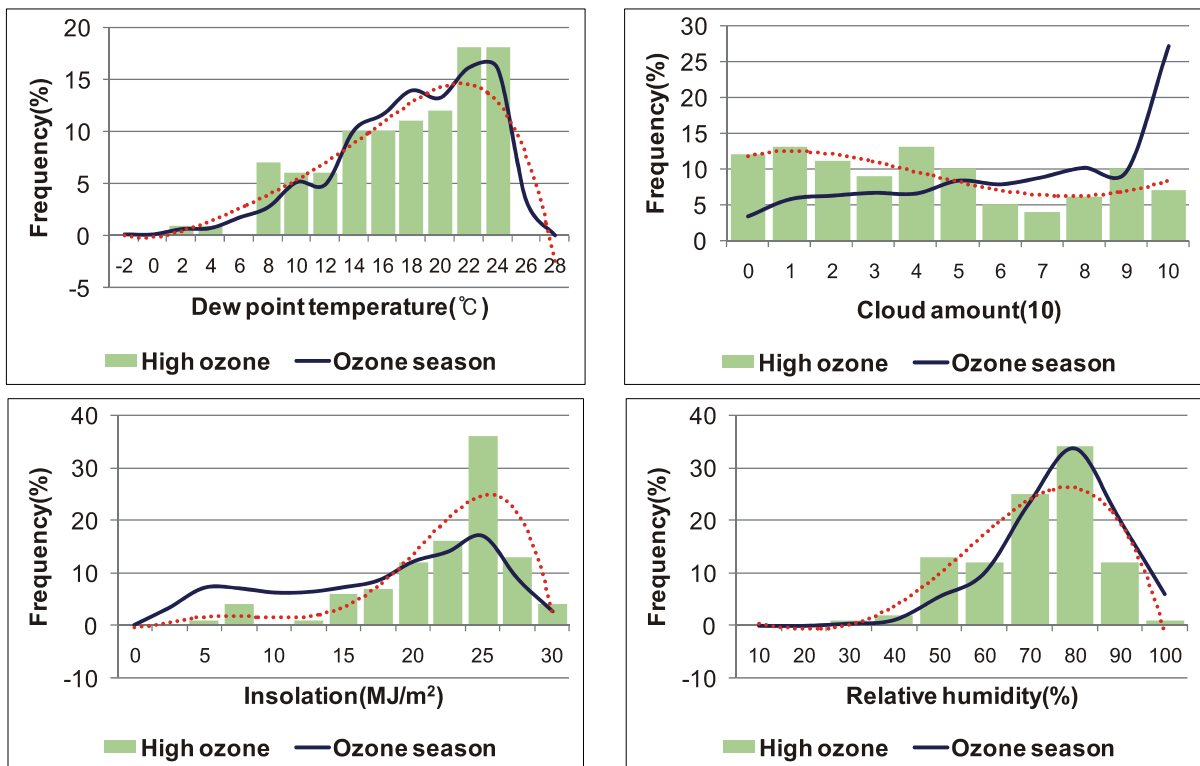 Frequency(%)
20
15
10
5
0
-5
-2 0 2 4 6 8 10 12 14 16 18 20 22 24 26 28
Dew point temperature(℃)
High ozone Ozone season
Frequency(%)
30
25
20
15
10
5
0
0 1 2 3 4 5 6 7 8 9 10
Cloud amount(10)
High ozone Ozone season
Frequency(%)
40
30
20
10
0
-10
0 5 10 15 20 25 30
Insolation(MJ/m²)
High ozone Ozone season
Frequency(%)
40
30
20
10
0
-10
10 20 30 40 50 60 70 80 90 100
Relative humidity(%)
High ozone Ozone season